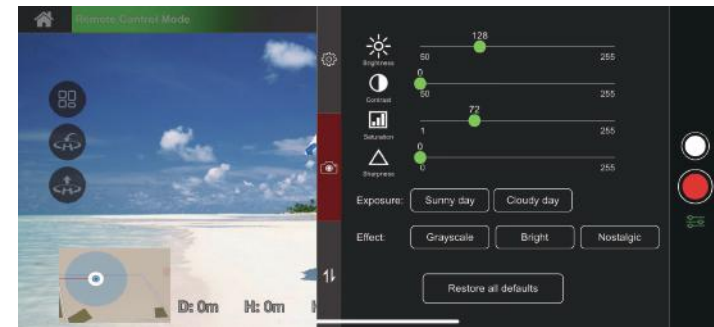 Remote Control Mode
128
Brightness
50
255
0
Contrast
50
255
72
Saturation
1
255
0
Sharpness
0
255
Exposure:
Sunny day
Cloudy day
Effect:
Grayscale
Bright
Nostalgic
Restore all defaults
D: 0m
H: 0m
H